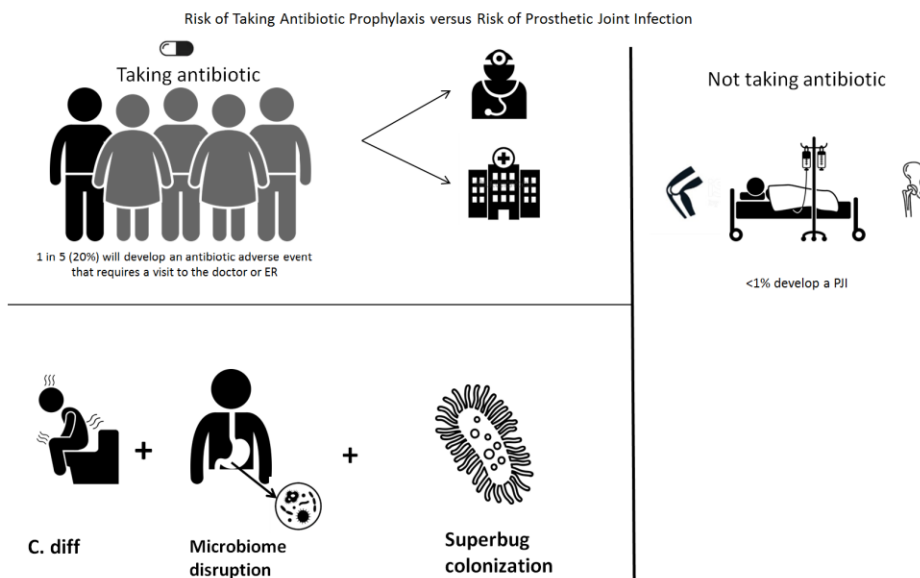 Risk of Taking Antibiotic Prophylaxis versus Risk of Prosthetic Joint Infection
Taking antibiotic
1 in 5 (20%) will develop an antibiotic adverse event
that requires a visit to the doctor or ER
Not taking antibiotic
<1% develop a PJI
+
+
C. diff
Microbiome
disruption
Superbug
colonization